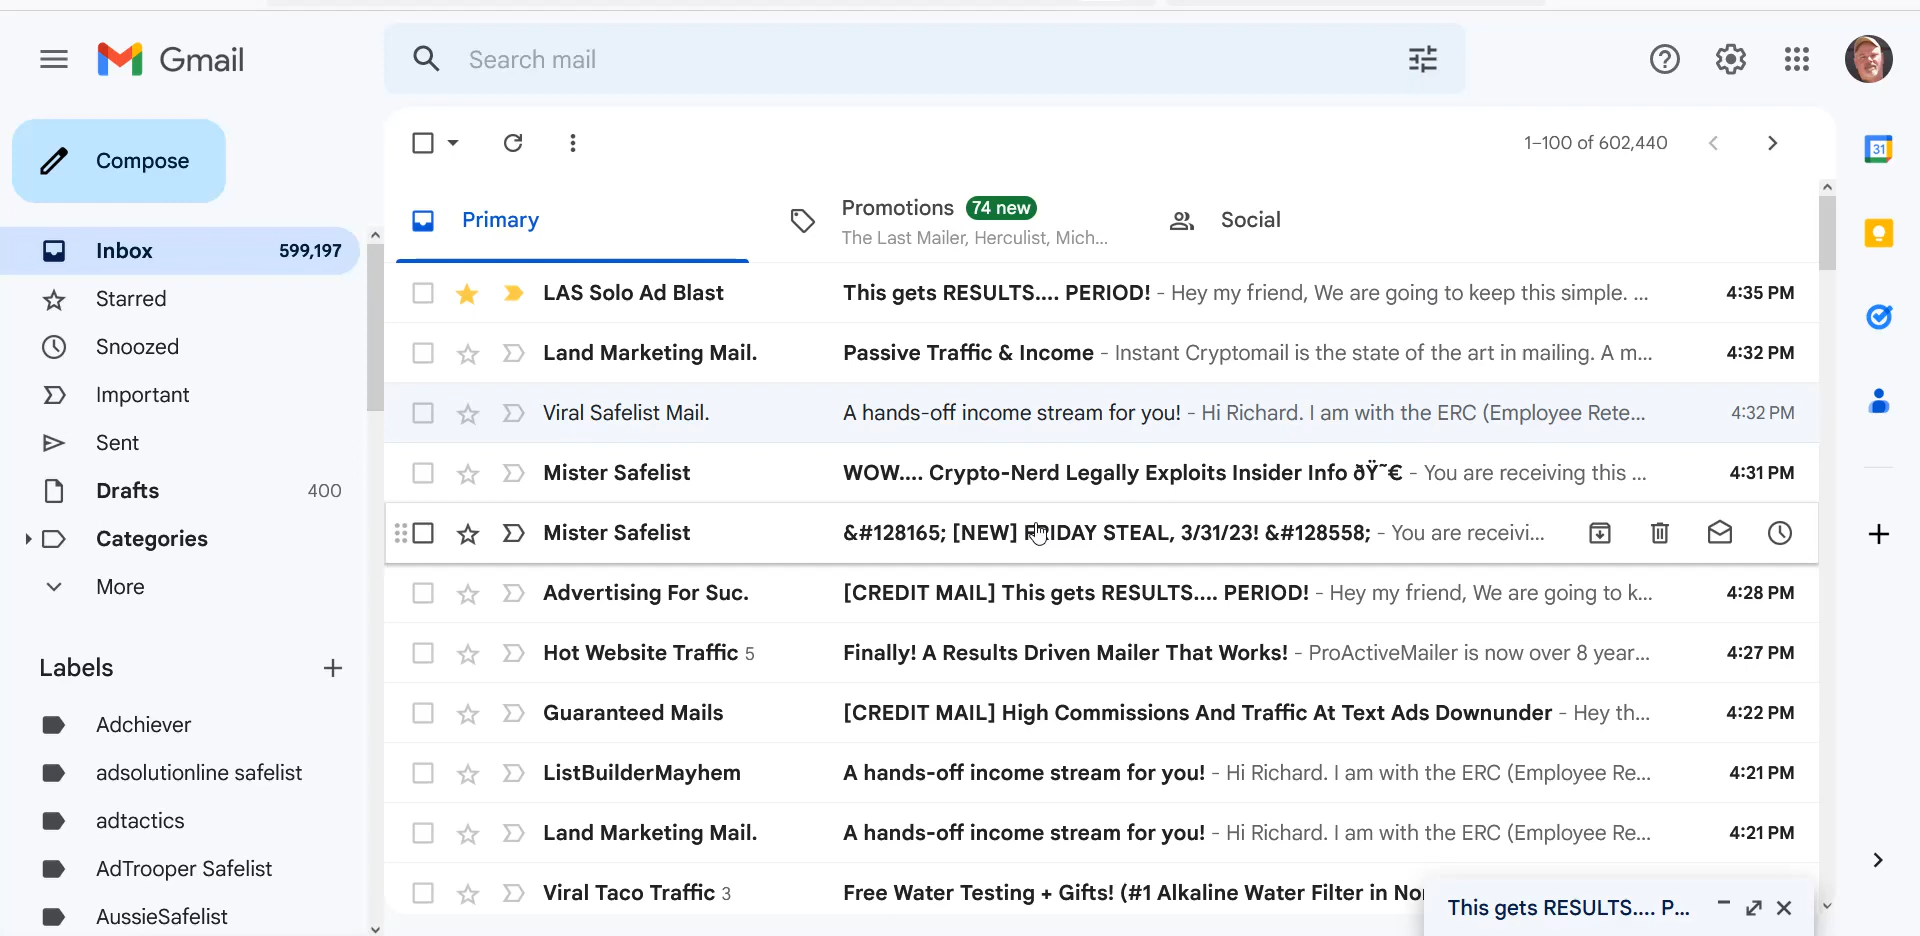 Gmail
Search mail
Compose
1–100 of 602,440
31
Primary
Promotions 74 new
The Last Mailer, Herculist, Mich...
Social
Inbox 599,197
Starred
Snoozed
Important
Sent
Drafts 400
Categories
More
Labels
Adchiever
adsolutionline safelist
adtactics
AdTrooper Safelist
AussieSafelist
LAS Solo Ad Blast This gets RESULTS.... PERIOD! - Hey my friend, We are going to keep this simple. ... 4:35 PM
Land Marketing Mail. Passive Traffic & Income - Instant Cryptomail is the state of the art in mailing. A m... 4:32 PM
Viral Safelist Mail. A hands-off income stream for you! - Hi Richard. I am with the ERC (Employee Rete... 4:32 PM
Mister Safelist WOW.... Crypto-Nerd Legally Exploits Insider Info ðŸ˜€ - You are receiving this ... 4:31 PM
Mister Safelist &#128165; [NEW] FRIDAY STEAL, 3/31/23! &#128558; - You are receivi...
Advertising For Suc. [CREDIT MAIL] This gets RESULTS.... PERIOD! - Hey my friend, We are going to k... 4:28 PM
Hot Website Traffic 5 Finally! A Results Driven Mailer That Works! - ProActiveMailer is now over 8 year... 4:27 PM
Guaranteed Mails [CREDIT MAIL] High Commissions And Traffic At Text Ads Downunder - Hey th... 4:22 PM
ListBuilderMayhem A hands-off income stream for you! - Hi Richard. I am with the ERC (Employee Re... 4:21 PM
Land Marketing Mail. A hands-off income stream for you! - Hi Richard. I am with the ERC (Employee Re... 4:21 PM
Viral Taco Traffic 3 Free Water Testing + Gifts! (#1 Alkaline Water Filter in Nor
This gets RESULTS.... P...